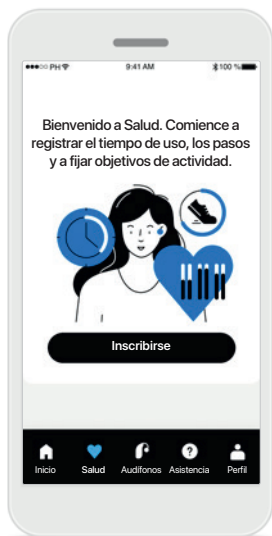 PH 9:41 AM 100 %
Bienvenido a Salud. Comience a
registrar el tiempo de uso, los pasos
y a fijar objetivos de actividad.
Inscribirse
Inicio Salud Audífonos Asistencia Perfil